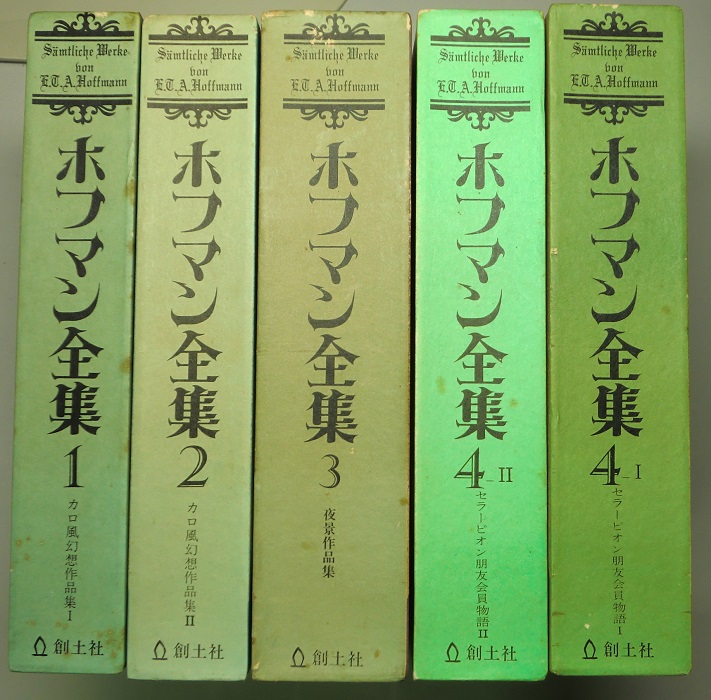 Sämtliche Werke
von
E.T.A.Hoffmann
ホフマン全集
1
カロ風幻想作品集I
創土社
Sämtliche Werke
von
E.T.A.Hoffmann
ホフマン全集
2
カロ風幻想作品集II
創土社
Sämtliche Werke
von
E.T.A.Hoffmann
ホフマン全集
3
夜景作品集
創土社
Sämtliche Werke
von
E.T.A.Hoffmann
ホフマン全集
4-II
セラーピオン朋友会員物語II
創土社
Sämtliche Werke
von
E.T.A.Hoffmann
ホフマン全集
4-I
セラーピオン朋友会員物語I
創土社